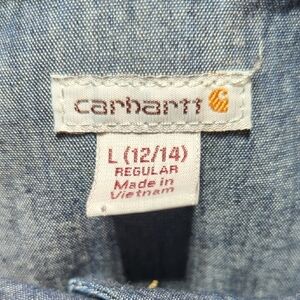 carhartt
L (12/14)
REGULAR
Made in
Vietnam